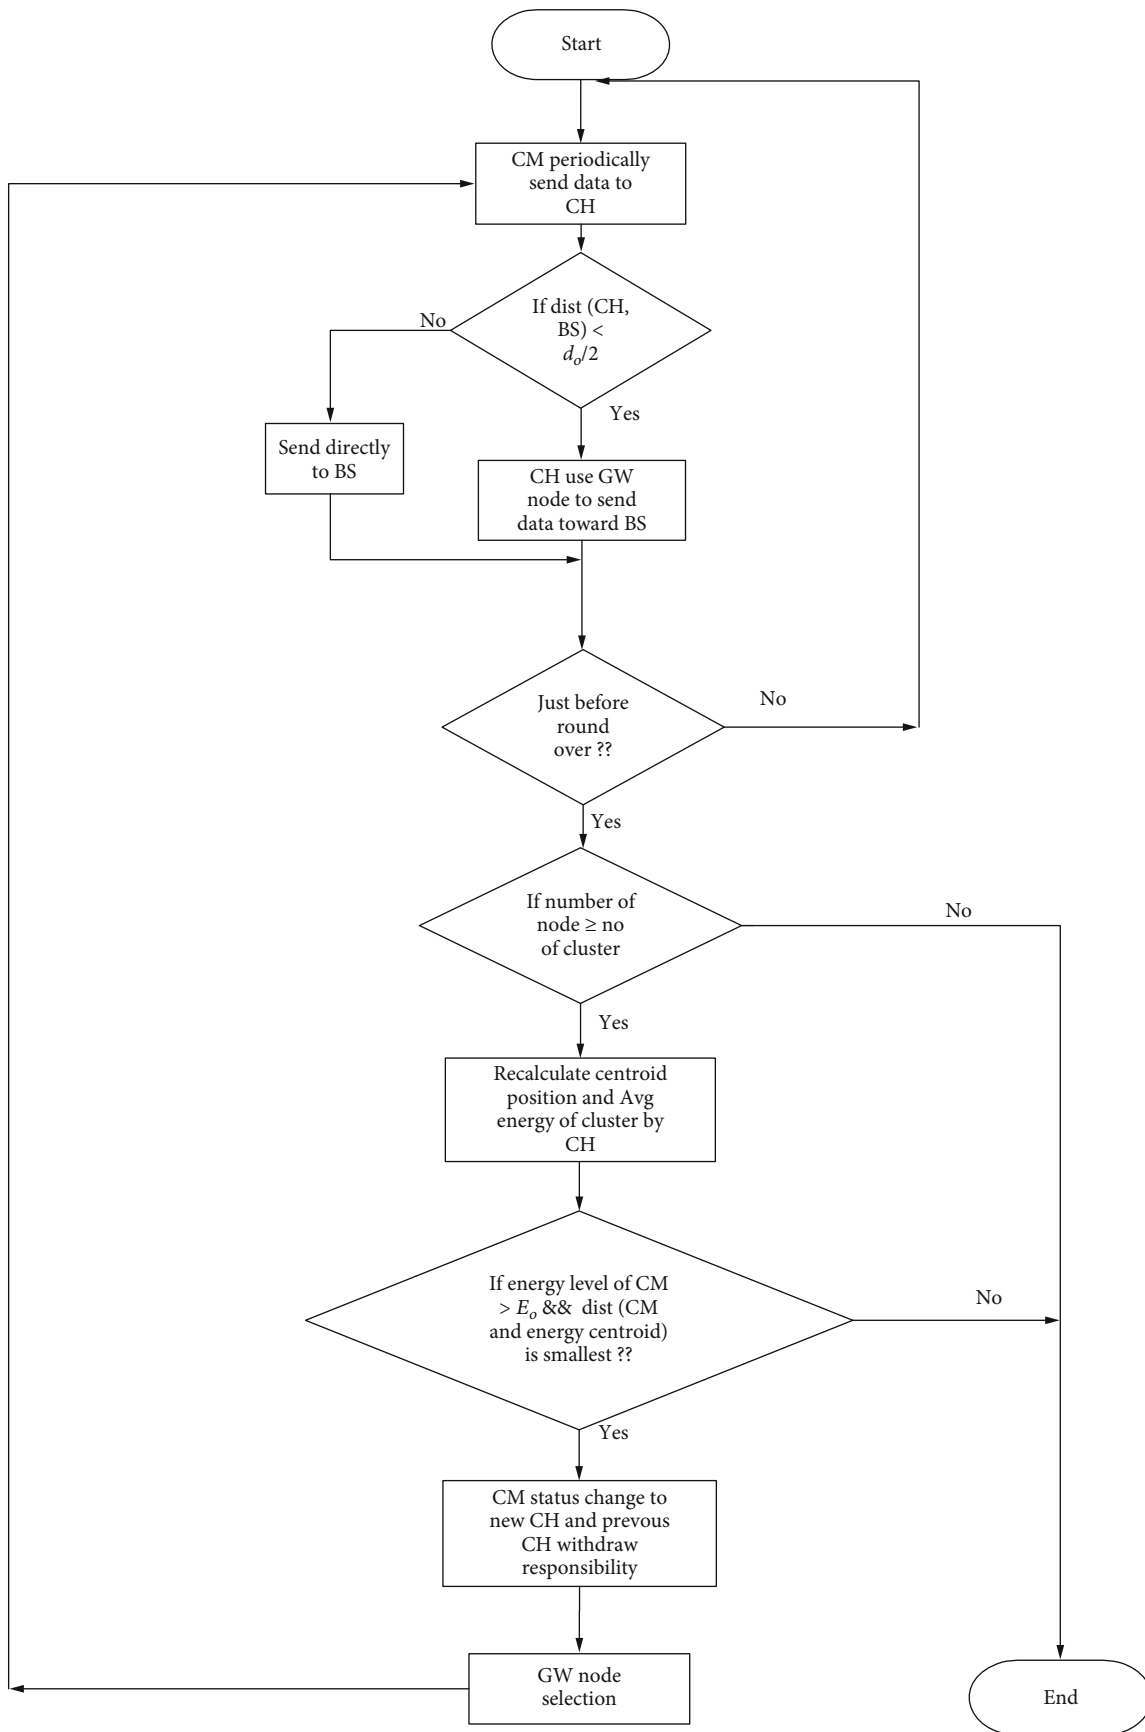 Start
CM periodically
send data to
CH
If dist (CH,
BS) <
dₒ/2
No
Yes
Send directly
to BS
CH use GW
node to send
data toward BS
Just before
round
over ??
No
Yes
If number of
node ≥ no
of cluster
No
Yes
Recalculate centroid
position and Avg
energy of cluster by
CH
If energy level of CM
> Eₒ && dist (CM
and energy centroid)
is smallest ??
No
Yes
CM status change to
new CH and prevous
CH withdraw
responsibility
GW node
selection
End